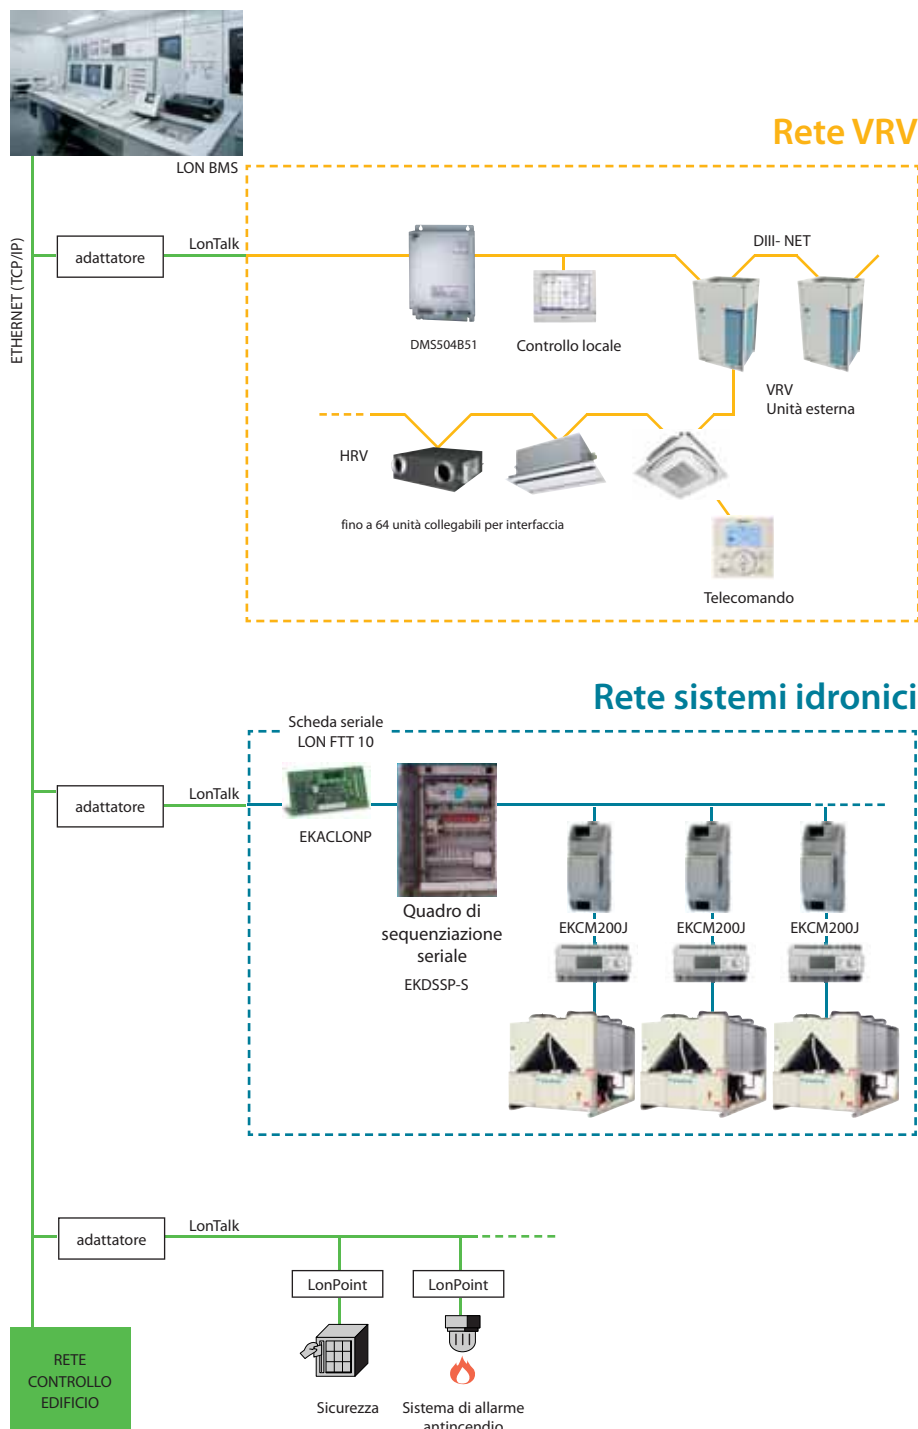 Rete VRV
LON BMS
ETHERNET (TCP/IP)
adattatore
LonTalk
DIII- NET
DMS504B51
Controllo locale
VRV
Unità esterna
HRV
fino a 64 unità collegabili per interfaccia
Telecomando
Rete sistemi idronici
Scheda seriale
LON FTT 10
adattatore
LonTalk
EKACLONP
Quadro di
sequenziazione
seriale
EKDSSP-S
EKCM200J
EKCM200J
EKCM200J
adattatore
LonTalk
LonPoint
LonPoint
RETE
CONTROLLO
EDIFICIO
Sicurezza
Sistema di allarme
antincendio